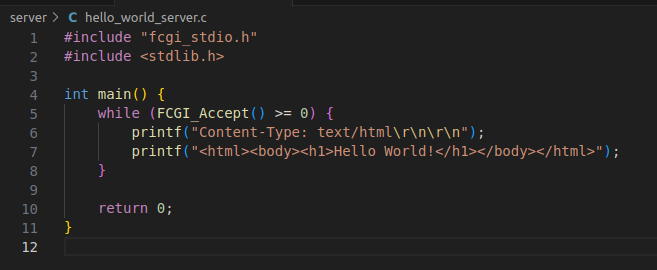 server > C hello_world_server.c
1 #include "fcgi_stdio.h"
2 #include <stdlib.h>
3
4 int main() {
5     while (FCGI_Accept() >= 0) {
6         printf("Content-Type: text/html\r\n\r\n");
7         printf("<html><body><h1>Hello World!</h1></body></html>");
8     }
9
10     return 0;
11 }
12